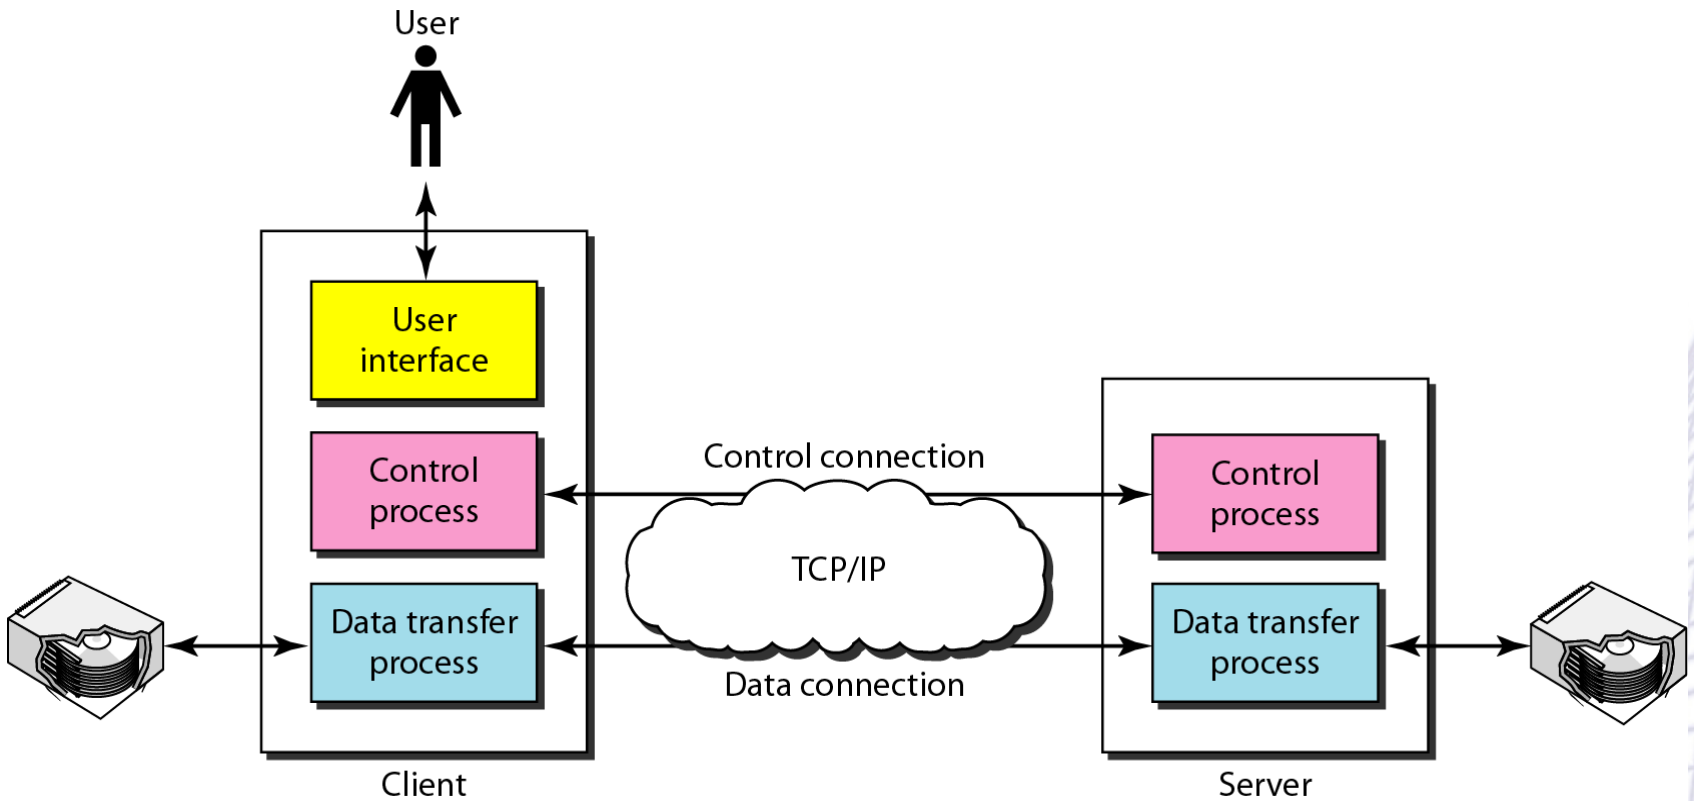 User
User
interface
Control
process
Data transfer
process
Client
Control connection
TCP/IP
Data connection
Control
process
Data transfer
process
Server